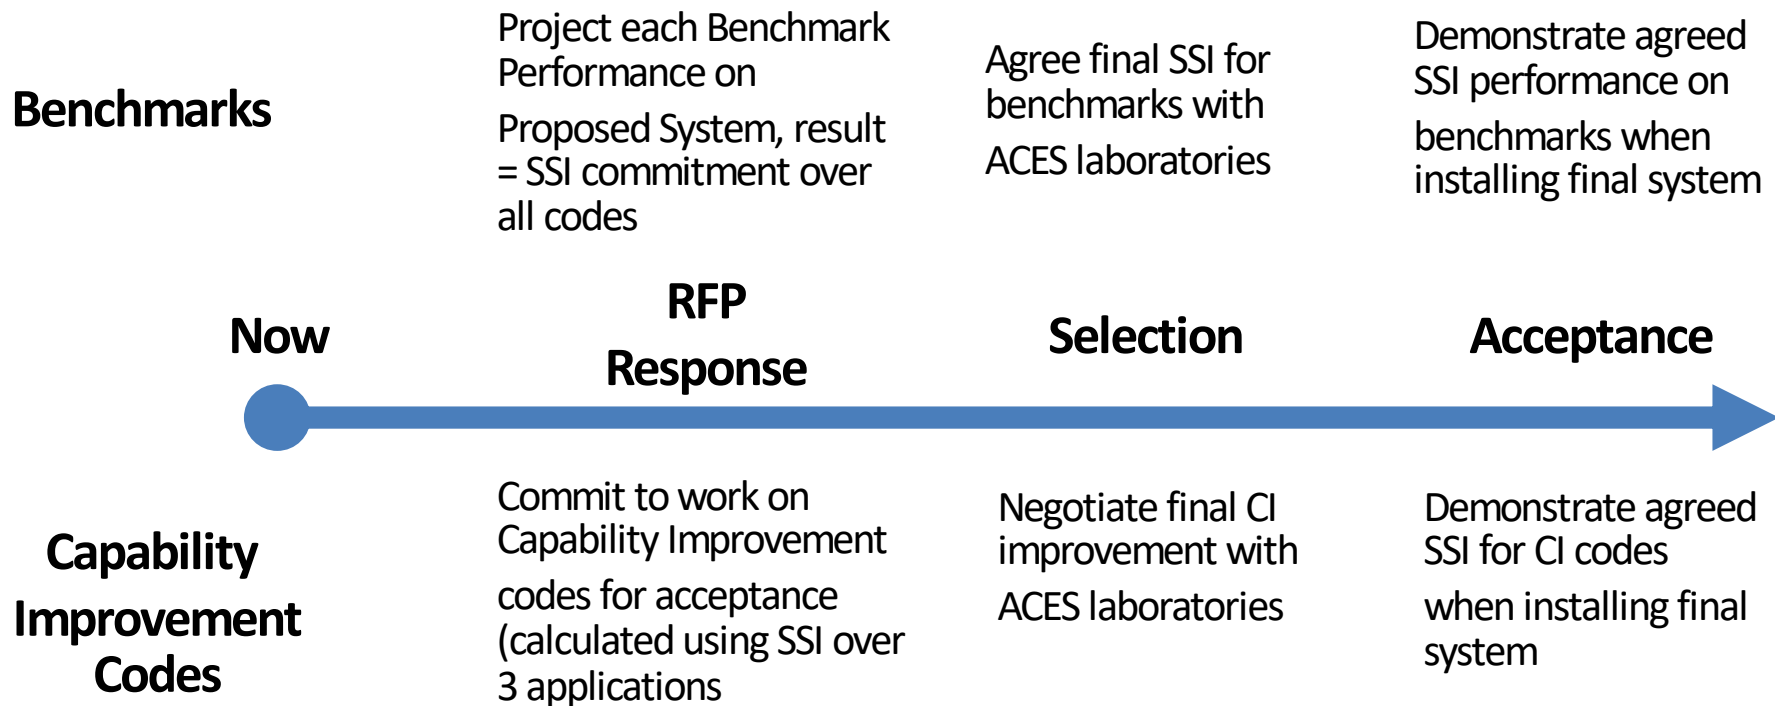 Benchmarks
Project each Benchmark
Performance on
Proposed System, result
= SSI commitment over
all codes
Agree final SSI for
benchmarks with
ACES laboratories
Demonstrate agreed
SSI performance on
benchmarks when
installing final system
Now
RFP
Response
Selection
Acceptance
Capability
Improvement
Codes
Commit to work on
Capability Improvement
codes for acceptance
(calculated using SSI over
3 applications
Negotiate final CI
improvement with
ACES laboratories
Demonstrate agreed
SSI for CI codes
when installing final
system